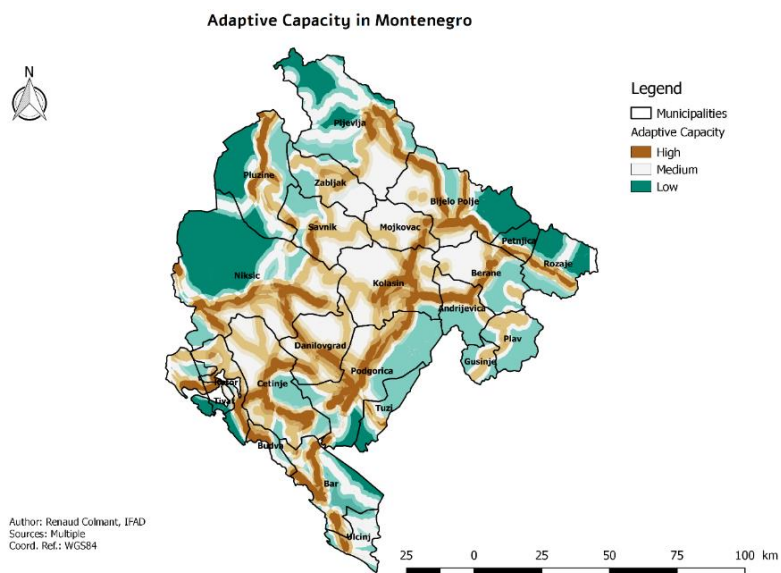 Adaptive Capacity in Montenegro
N
Legend
Municipalities
Adaptive Capacity
High
Medium
Low
Pljevlja
Pluzine
Zabljak
Bijelo Polje
Savnik
Mojkovac
Petnjica
Rozaje
Niksic
Kolasin
Berane
Andrijevica
Plav
Danilovgrad
Gusinje
Podgorica
Kotor
Cetinje
Tivat
Tuzi
Budva
Bar
Ulcinj
Author: Renaud Colmant, IFAD
Sources: Multiple
Coord. Ref.: WGS84
25 0 25 50 75 100 km